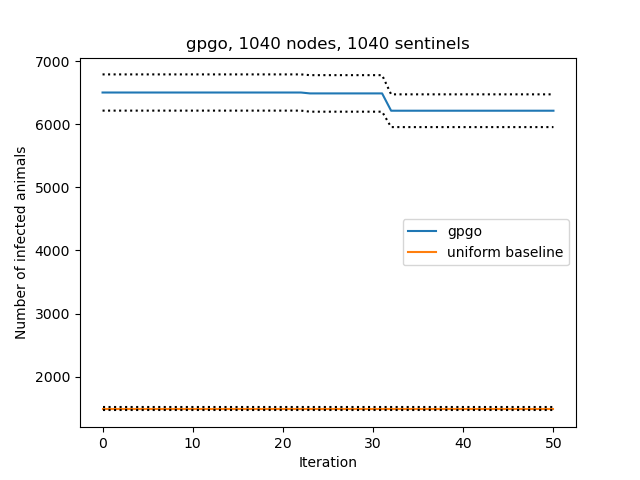 gpgo, 1040 nodes, 1040 sentinels
7000
6000
5000
4000
3000
2000
Number of infected animals
gpgo
uniform baseline
0
10
20
30
40
50
Iteration